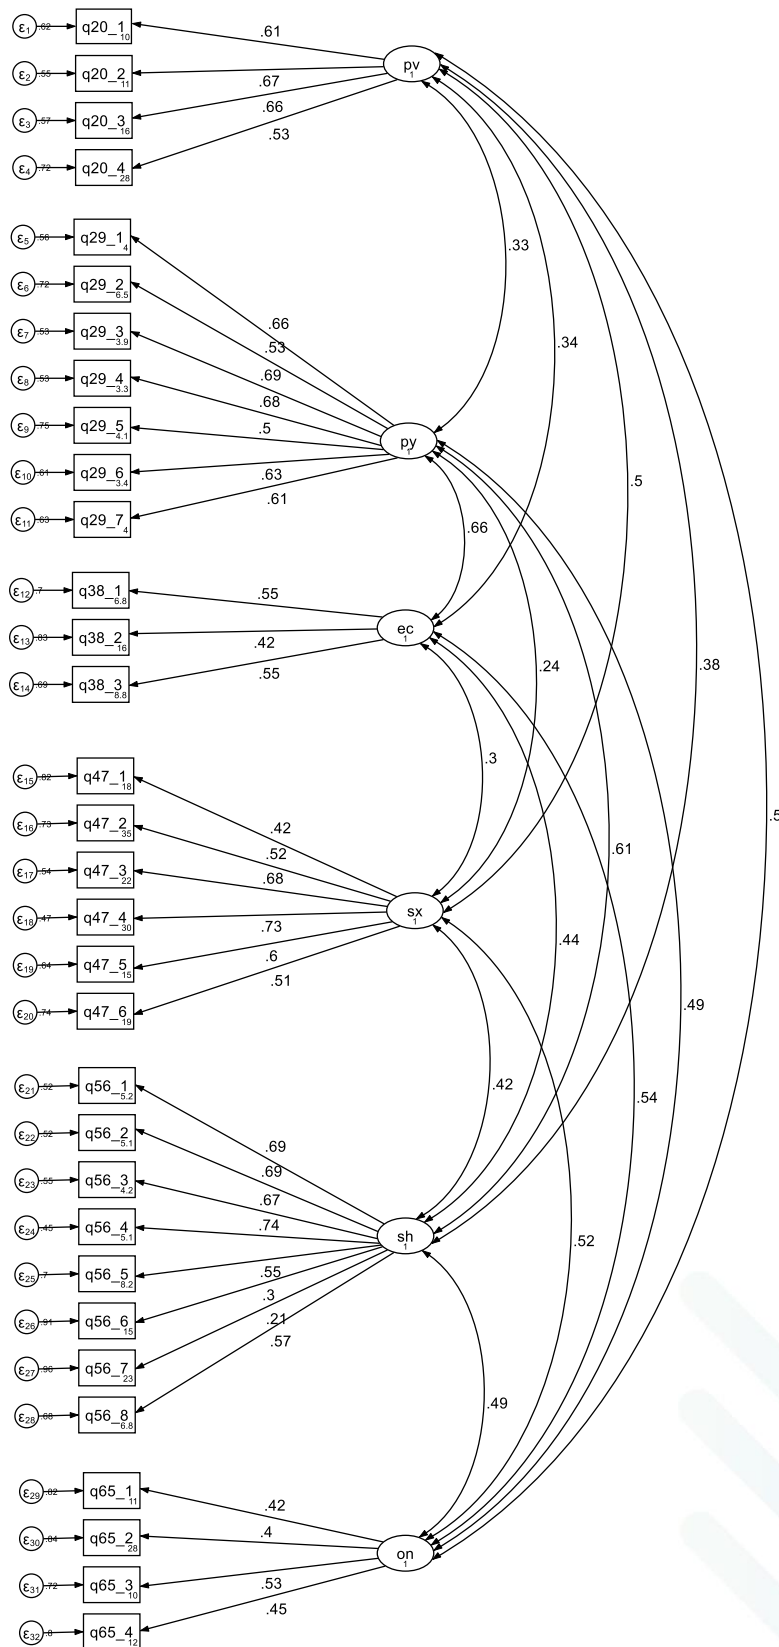 ε1 .62 q20_1 10
.61
ε2 .55 q20_2 11
pv 1
.67
ε3 .57 q20_3 16
.66
.53
ε4 .72 q20_4 28
ε5 .56 q29_1 4
.33
ε6 .72 q29_2 6.5
.66
ε7 .53 q29_3 3.9
.53
.34
.69
ε8 .53 q29_4 3.3
.68
ε9 .75 q29_5 4.1
.5
py 1
ε10 .61 q29_6 3.4
.63
.5
.61
ε11 .63 q29_7 4
.66
ε12 .7 q38_1 6.8
.55
ec 1
ε13 .83 q38_2 16
.42
.24
.38
.55
ε14 .69 q38_3 8.8
.3
ε15 .82 q47_1 18
.5
ε16 .73 q47_2 35
.42
.52
.61
ε17 .54 q47_3 22
.68
sx 1
ε18 .47 q47_4 30
.73
.44
.6
ε19 .64 q47_5 15
.51
.49
ε20 .74 q47_6 19
ε21 .52 q56_1 5.2
.42
.54
ε22 .52 q56_2 5.1
.69
.69
ε23 .55 q56_3 4.2
.67
ε24 .45 q56_4 5.1
.74
sh 1
.52
ε25 .7 q56_5 8.2
.55
.3
ε26 .91 q56_6 15
.21
.57
ε27 .96 q56_7 23
.49
ε28 .68 q56_8 6.8
ε29 .82 q65_1 11
.42
ε30 .84 q65_2 28
.4
on 1
ε31 .72 q65_3 10
.53
.45
ε32 .8 q65_4 12